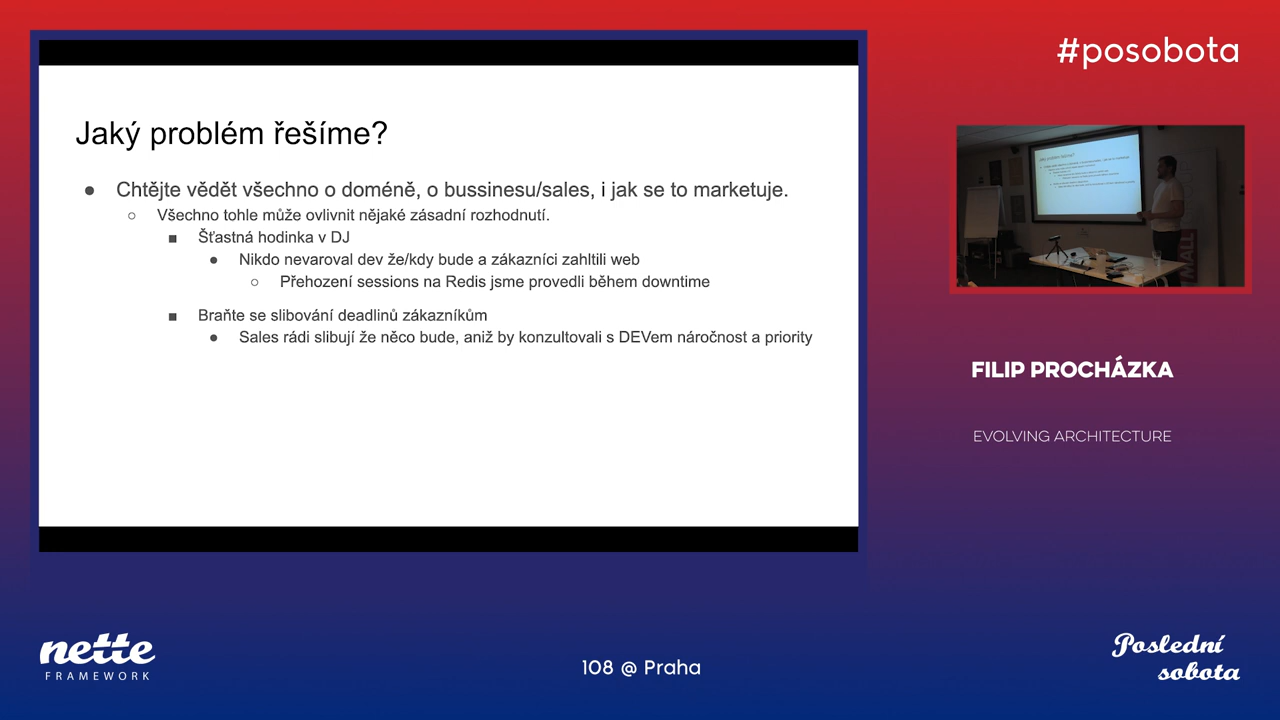 #posobota
Jaký problém řešíme?
● Chtějte vědět všechno o doméně, o bussinesu/sales, i jak se to marketuje.
○ Všechno tohle může ovlivnit nějaké zásadní rozhodnutí.
■ Šťastná hodinka v DJ
● Nikdo nevaroval dev že/kdy bude a zákazníci zahltili web
○ Přehození sessions na Redis jsme provedli během downtime
■ Braňte se slibování deadlinů zákazníkům
● Sales rádi slibují že něco bude, aniž by konzultovali s DEVem náročnost a priority
Jaký problém řešíme?
FILIP PROCHÁZKA
EVOLVING ARCHITECTURE
nette
FRAMEWORK
108 @ Praha
Poslední
sobota